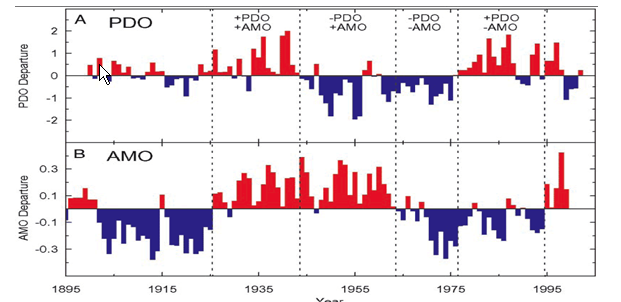 A PDO
+PDO -PDO -PDO +PDO
+AMO +AMO -AMO -AMO
PDO Departure
2
1
0
-1
-2
B AMO
AMO Departure
0.3
0.1
-0.1
-0.3
1895 1915 1935 1955 1975 1995
Year